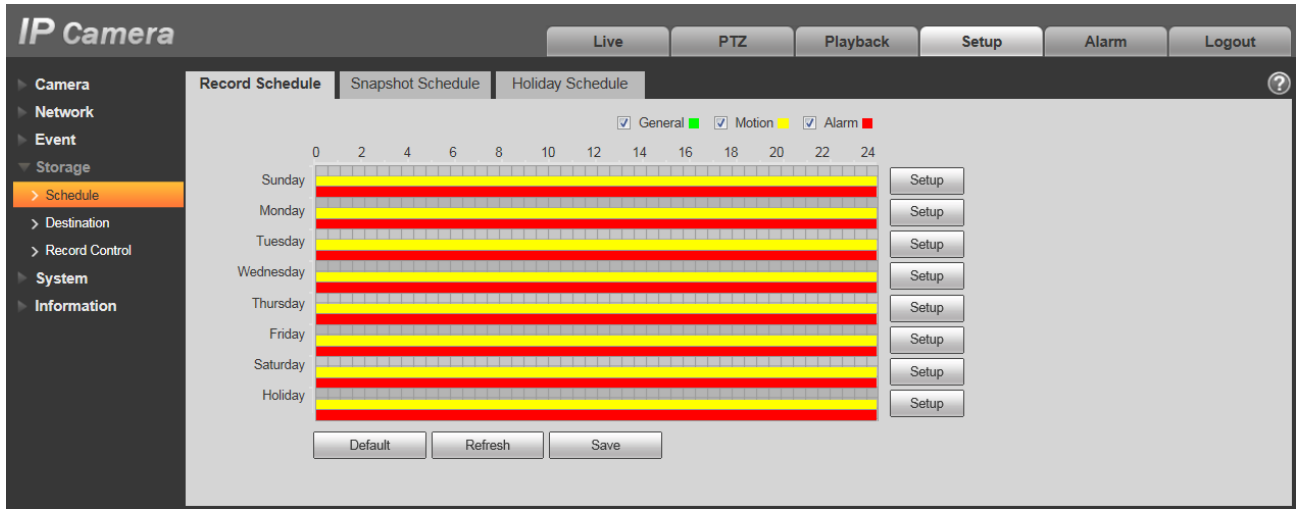 IP Camera
Live PTZ Playback Setup Alarm Logout
Camera
Network
Event
Storage
Schedule
Destination
Record Control
System
Information
Record Schedule Snapshot Schedule Holiday Schedule ?
General Motion Alarm
0 2 4 6 8 10 12 14 16 18 20 22 24
Sunday Setup
Monday Setup
Tuesday Setup
Wednesday Setup
Thursday Setup
Friday Setup
Saturday Setup
Holiday Setup
Default Refresh Save